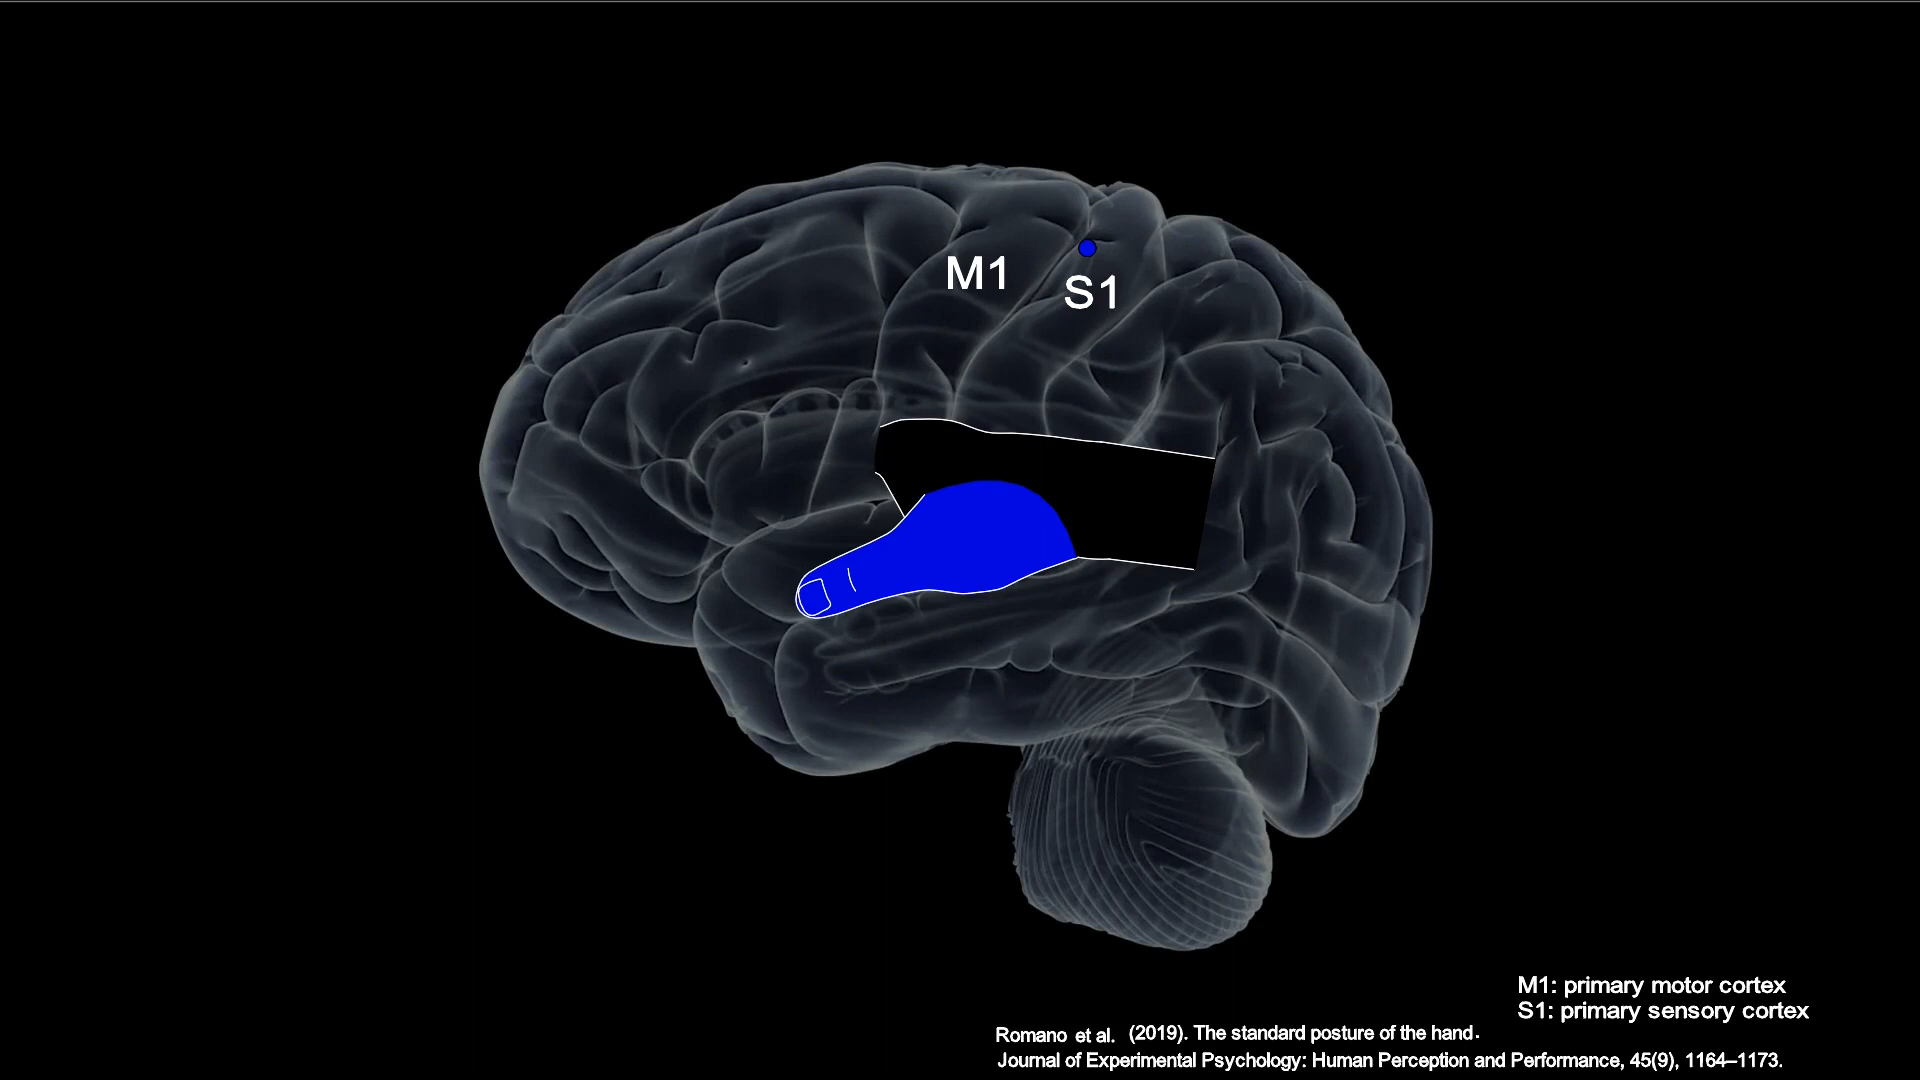 M1
S1
M1: primary motor cortex
S1: primary sensory cortex
Romano et al. (2019). The standard posture of the hand.
Journal of Experimental Psychology: Human Perception and Performance, 45(9), 1164–1173.